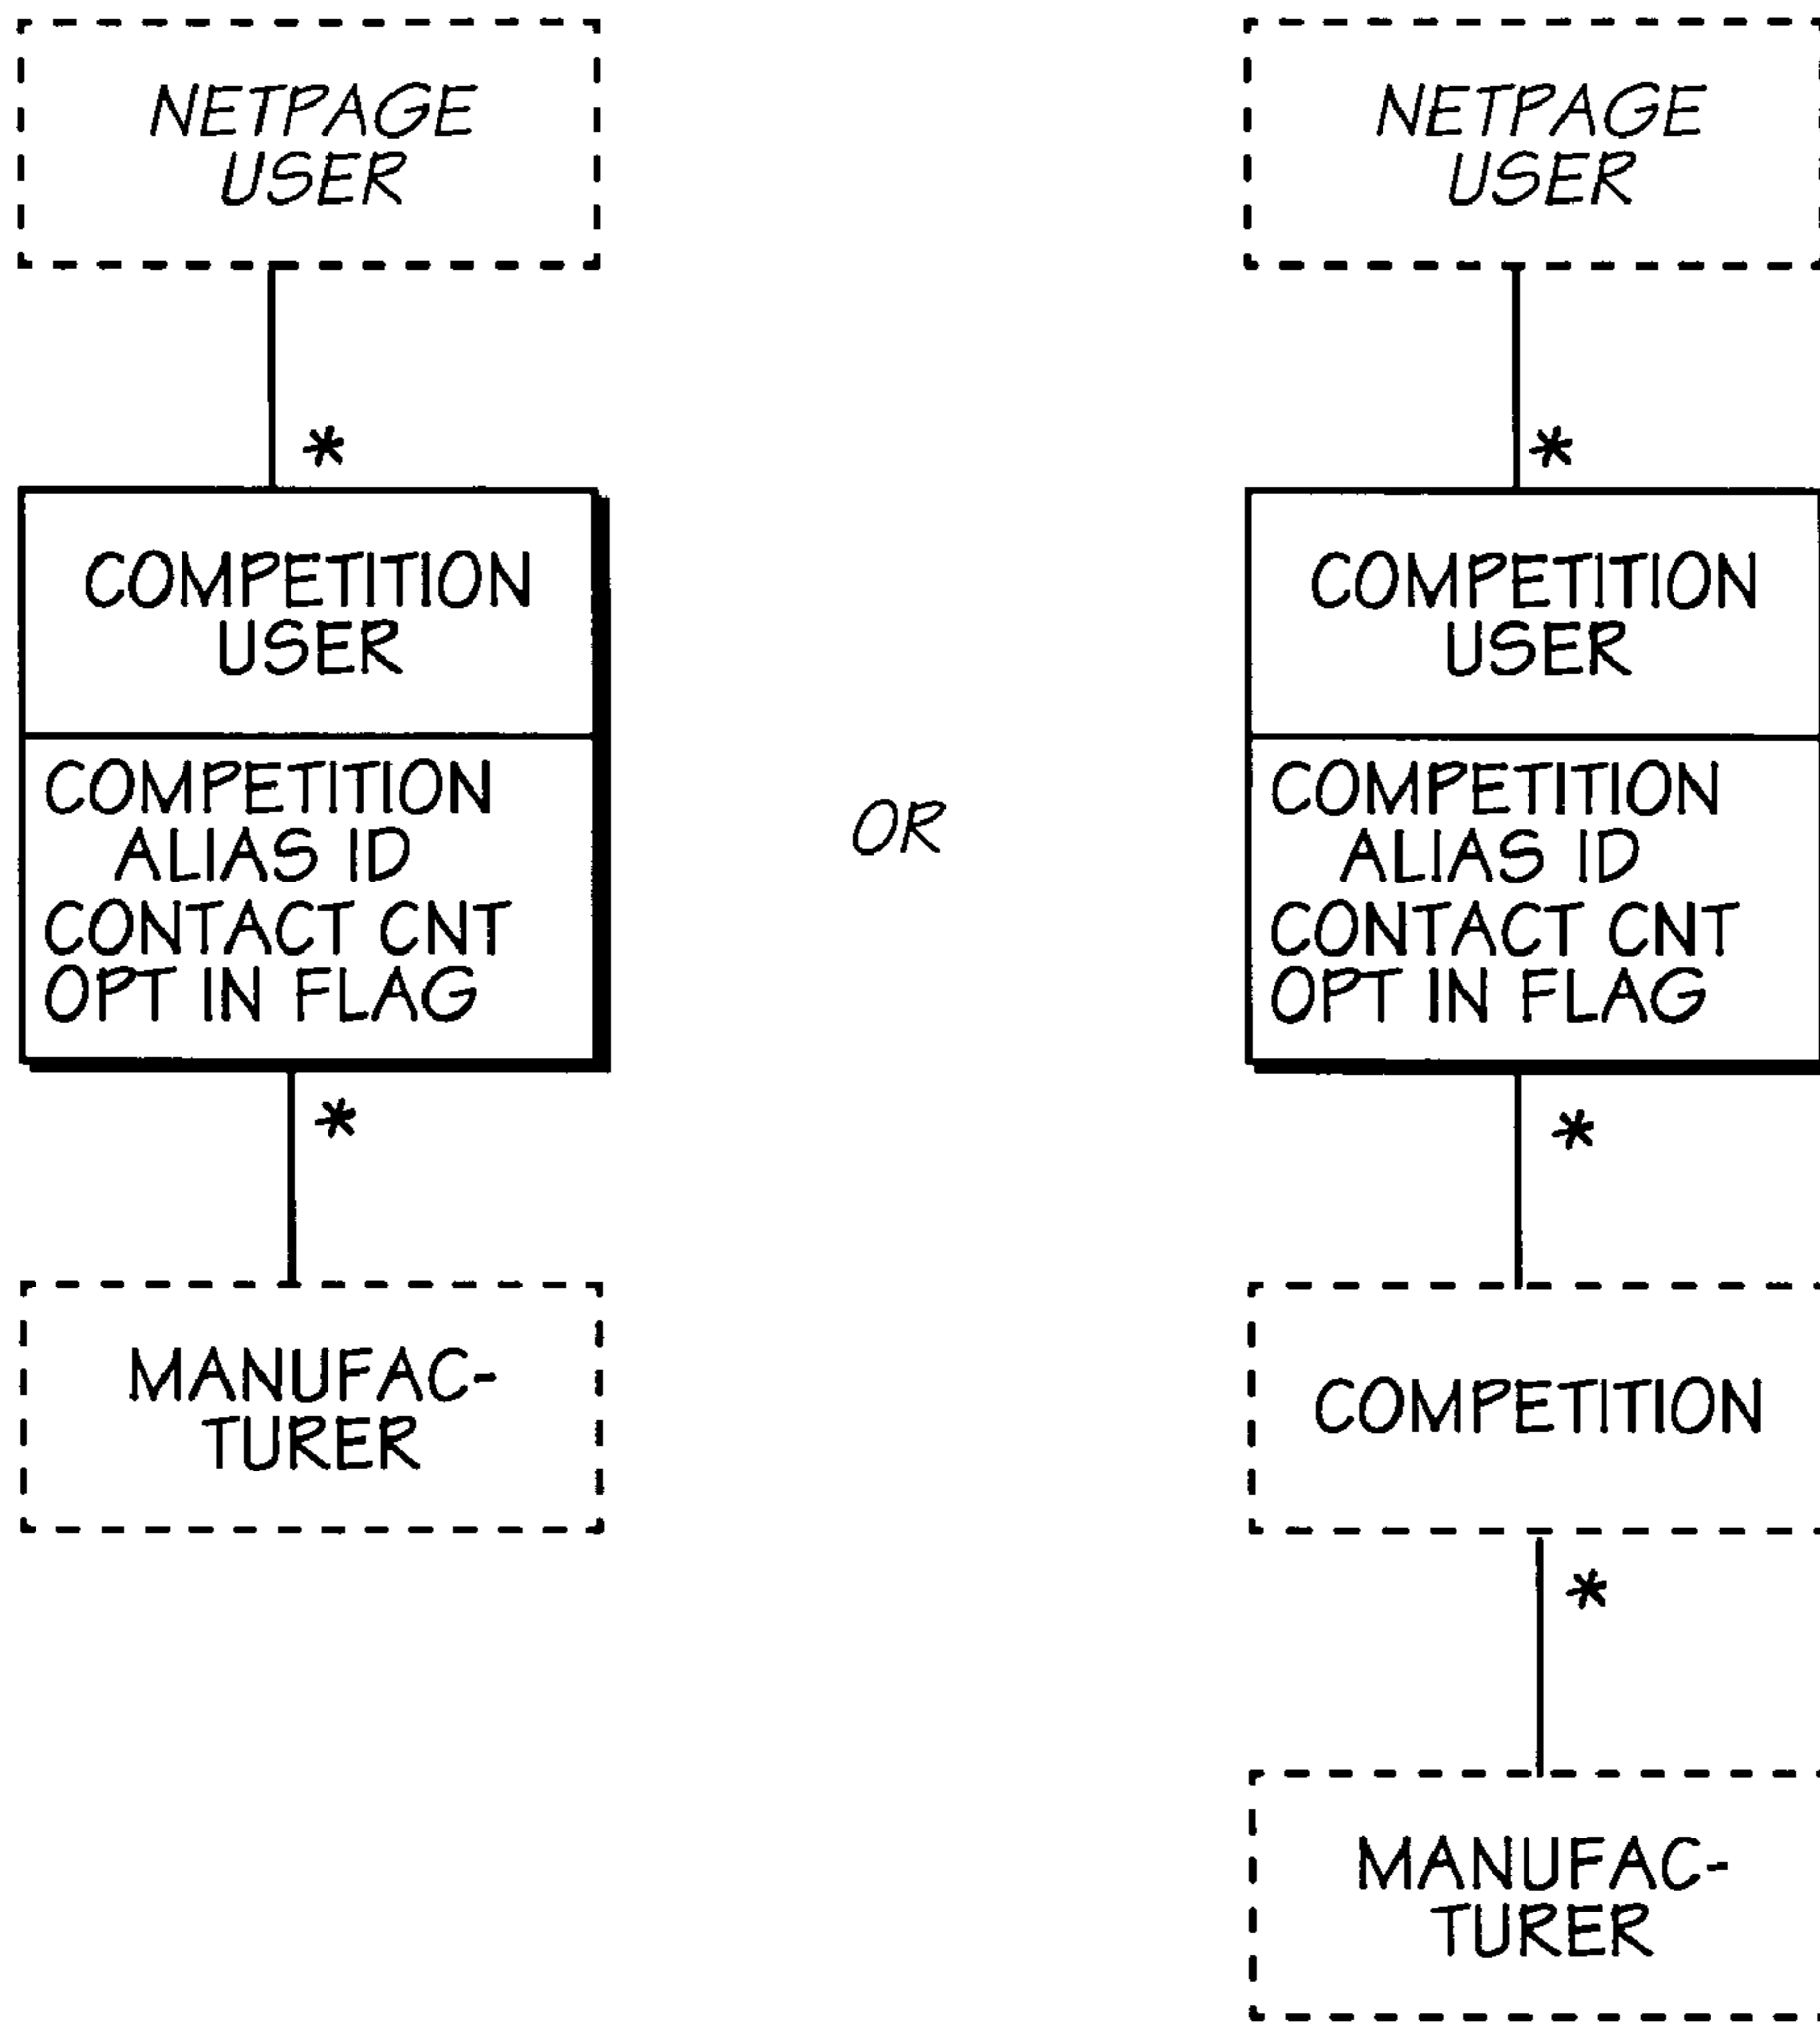 NETPAGE
USER
*
COMPETITION
USER
COMPETITION
ALIAS ID
CONTACT CNT
OPT IN FLAG
*
MANUFAC-
TURER
OR
NETPAGE
USER
*
COMPETITION
USER
COMPETITION
ALIAS ID
CONTACT CNT
OPT IN FLAG
*
COMPETITION
*
MANUFAC-
TURER